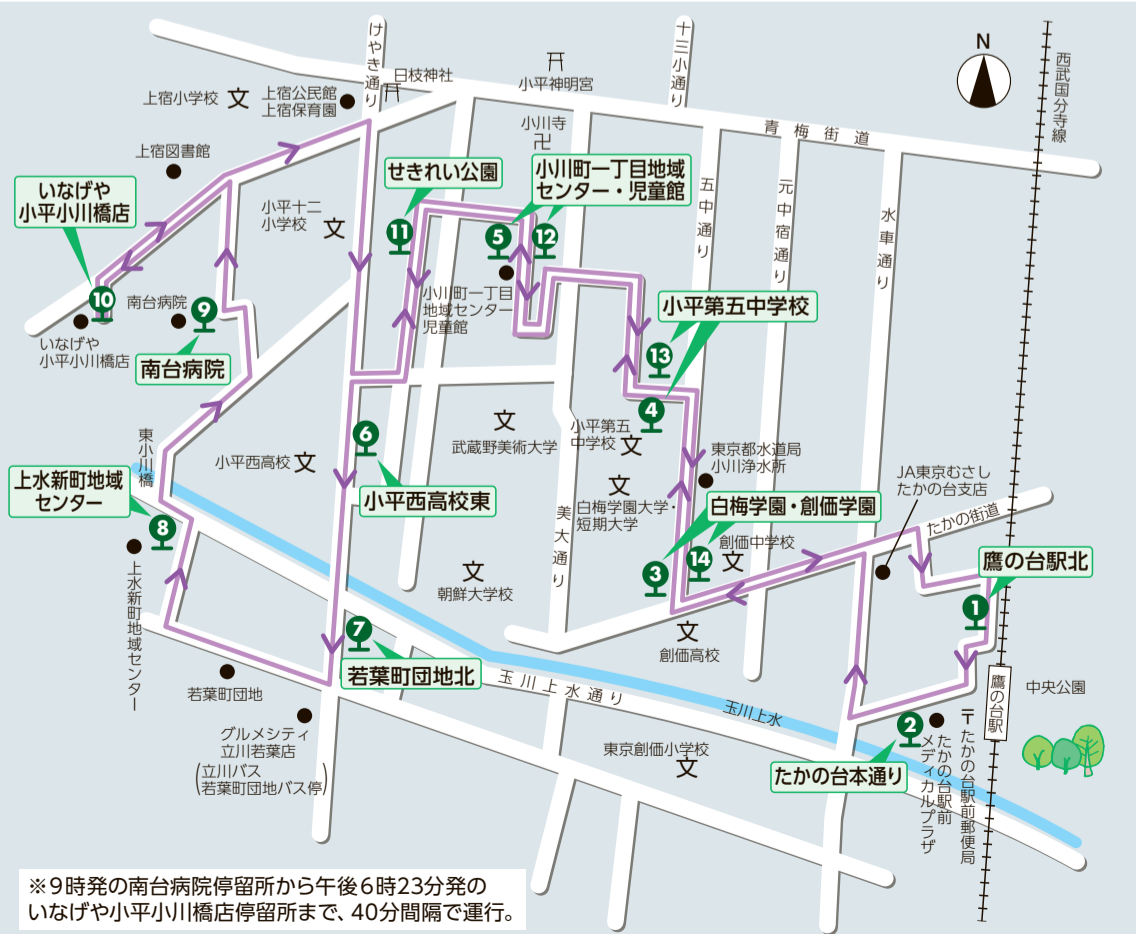 けやき通り
日枝神社
小平神明宮
十三小通り
N
西武国分寺線
上宿小学校 文
上宿公民館
上宿保育園
小川寺
青梅街道
上宿図書館
せきれい公園
小川町一丁目地域
センター・児童館
五中通り
元中宿通り
水車通り
いなげや
小平小川橋店
小平十二
小学校
文
11
5
12
小川町一丁目
地域センター
児童館
小平第五中学校
10
南台病院
9
いなげや
小平小川橋店
南台病院
13
4
東小川橋
6
文
武蔵野美術大学
小平第五
中学校
文
東京都水道局
小川浄水所
小平西高校 文
JA東京むさし
たかの台支店
上水新町地域
センター
小平西高校東
文
白梅学園大学・
短期大学
白梅学園・創価学園
たかの街道
8
美大通り
創価中学校
文
鷹の台駅北
上水新町地域センター
文
朝鮮大学校
3
14
1
7
文
創価高校
若葉町団地
若葉町団地北
玉川上水通り
玉川上水
鷹の台駅
中央公園
グルメシティ
立川若葉店
(立川バス
若葉町団地バス停)
東京創価小学校
文
2
たかの台本通り
たかの台駅前
メディカルプラザ
〒たかの台駅前郵便局
※9時発の南台病院停留所から午後6時23分発の
いなげや小平小川橋店停留所まで、40分間隔で運行。